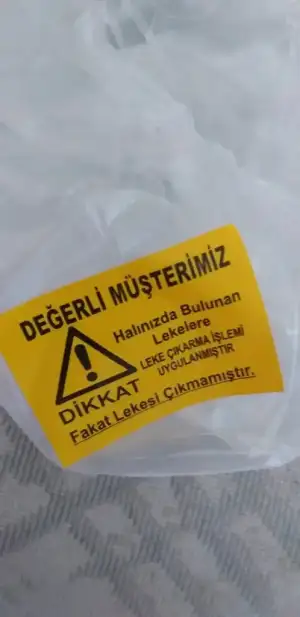 DEĞERLİ MÜŞTERİMİZ
Halınızda Bulunan
Lekelere
LEKE ÇIKARMA İŞLEMİ
UYGULANMIŞTIR
DİKKAT
Fakat Lekesi Çıkmamıştır.